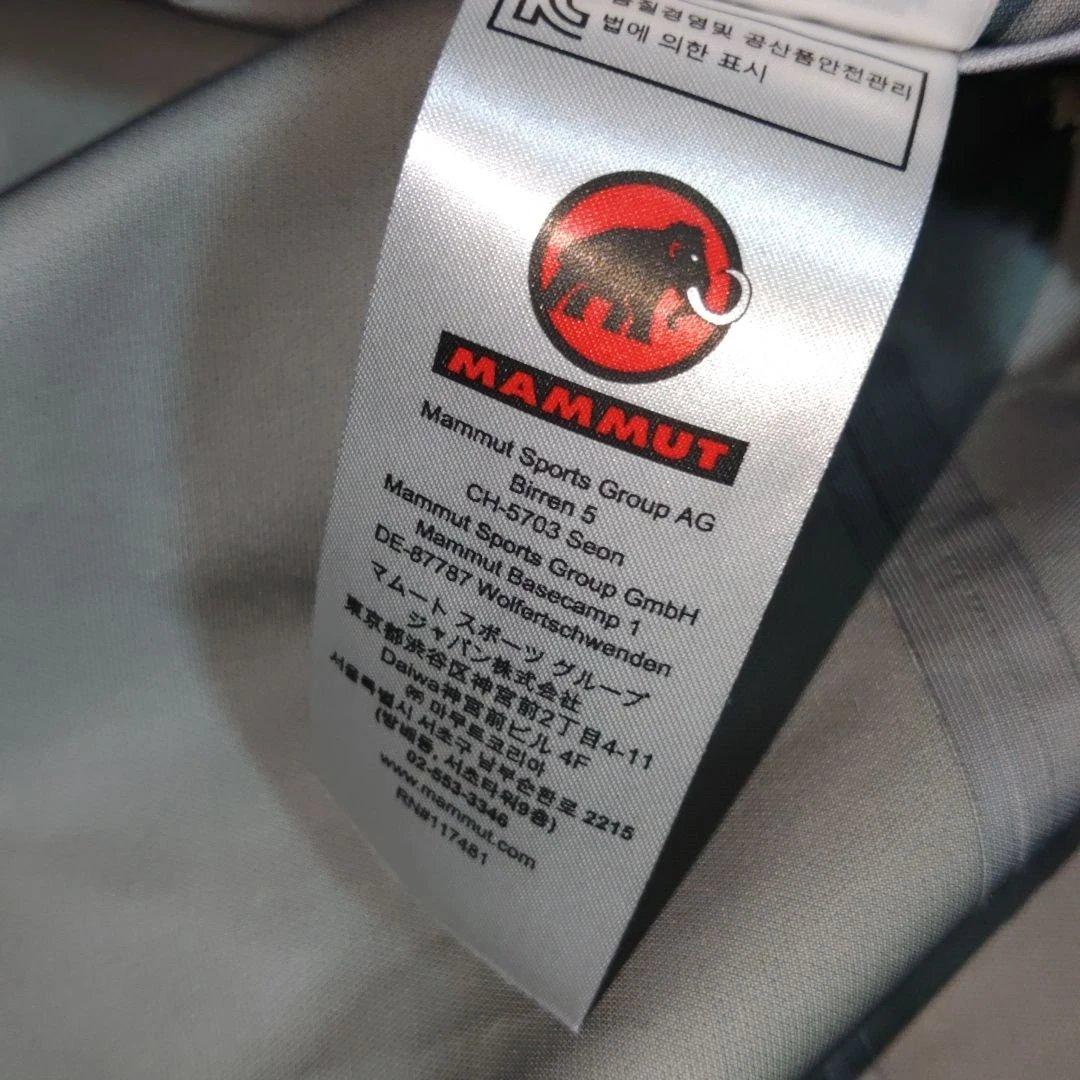 품질경영및 공산품안전관리
법에 의한 표시
MAMMUT
Mammut Sports Group AG
Birren 5
CH-5703 Seon
Mammut Sports Group GmbH
Mammut Basecamp 1
DE-87787 Wolfertschwenden
マムート スポーツ グループ
ジャパン株式会社
東京都渋谷区神宮前2丁目4-11
Daiwa神宮前ビル 4F
㈜ 마무트코리아
서울특별시 서초구 남부순환로 2215
(방배동, 서초타워9층)
02-553-3346
www.mammut.com
RN#117481